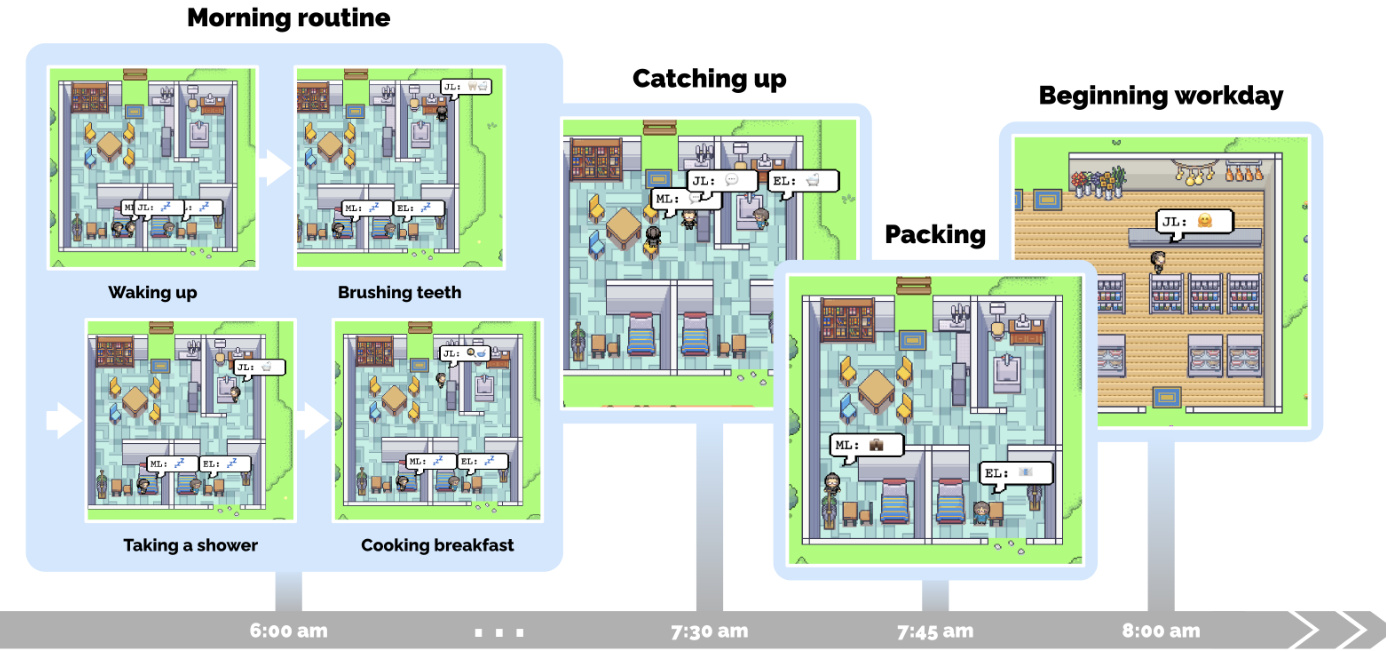 Morning routine
JL:
JL:
ML:
EL:
Waking up
Brushing teeth
JL:
ML:
EL:
JL:
ML:
EL:
Taking a shower
Cooking breakfast
Catching up
JL:
EL:
ML:
Packing
ML:
EL:
Beginning workday
JL:
6:00 am
...
7:30 am
7:45 am
8:00 am